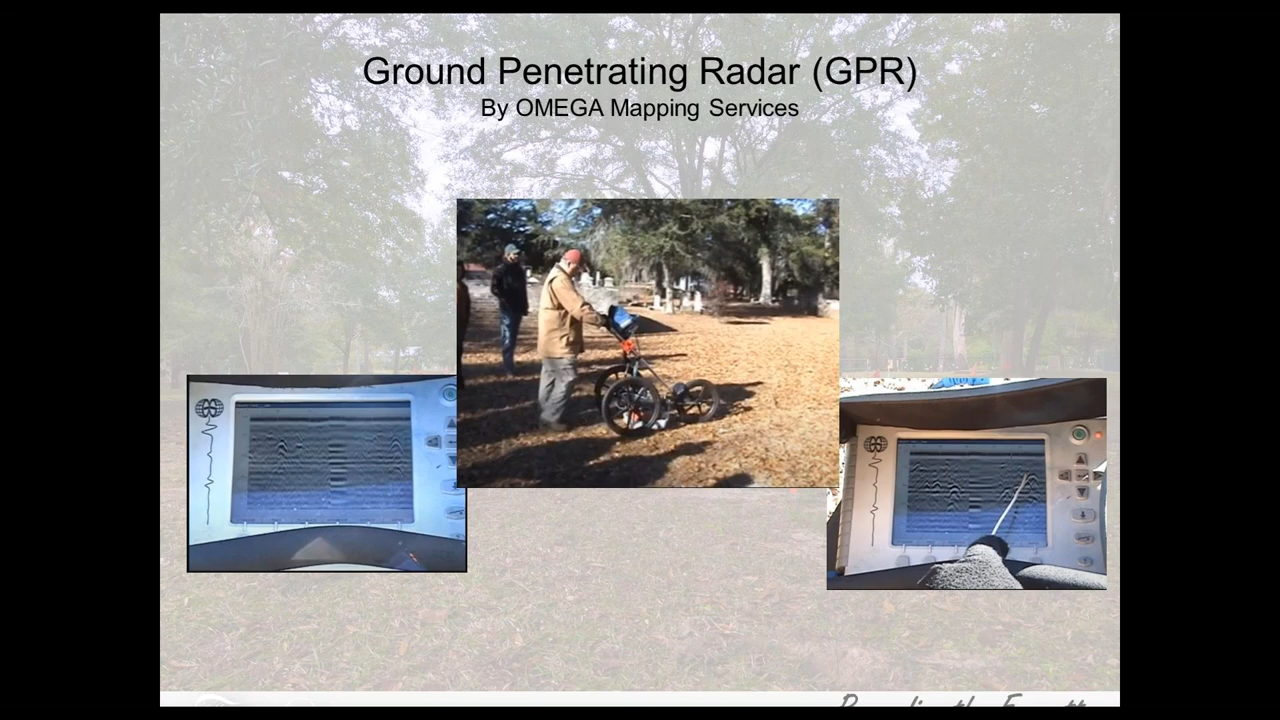 Ground Penetrating Radar (GPR)
By OMEGA Mapping Services